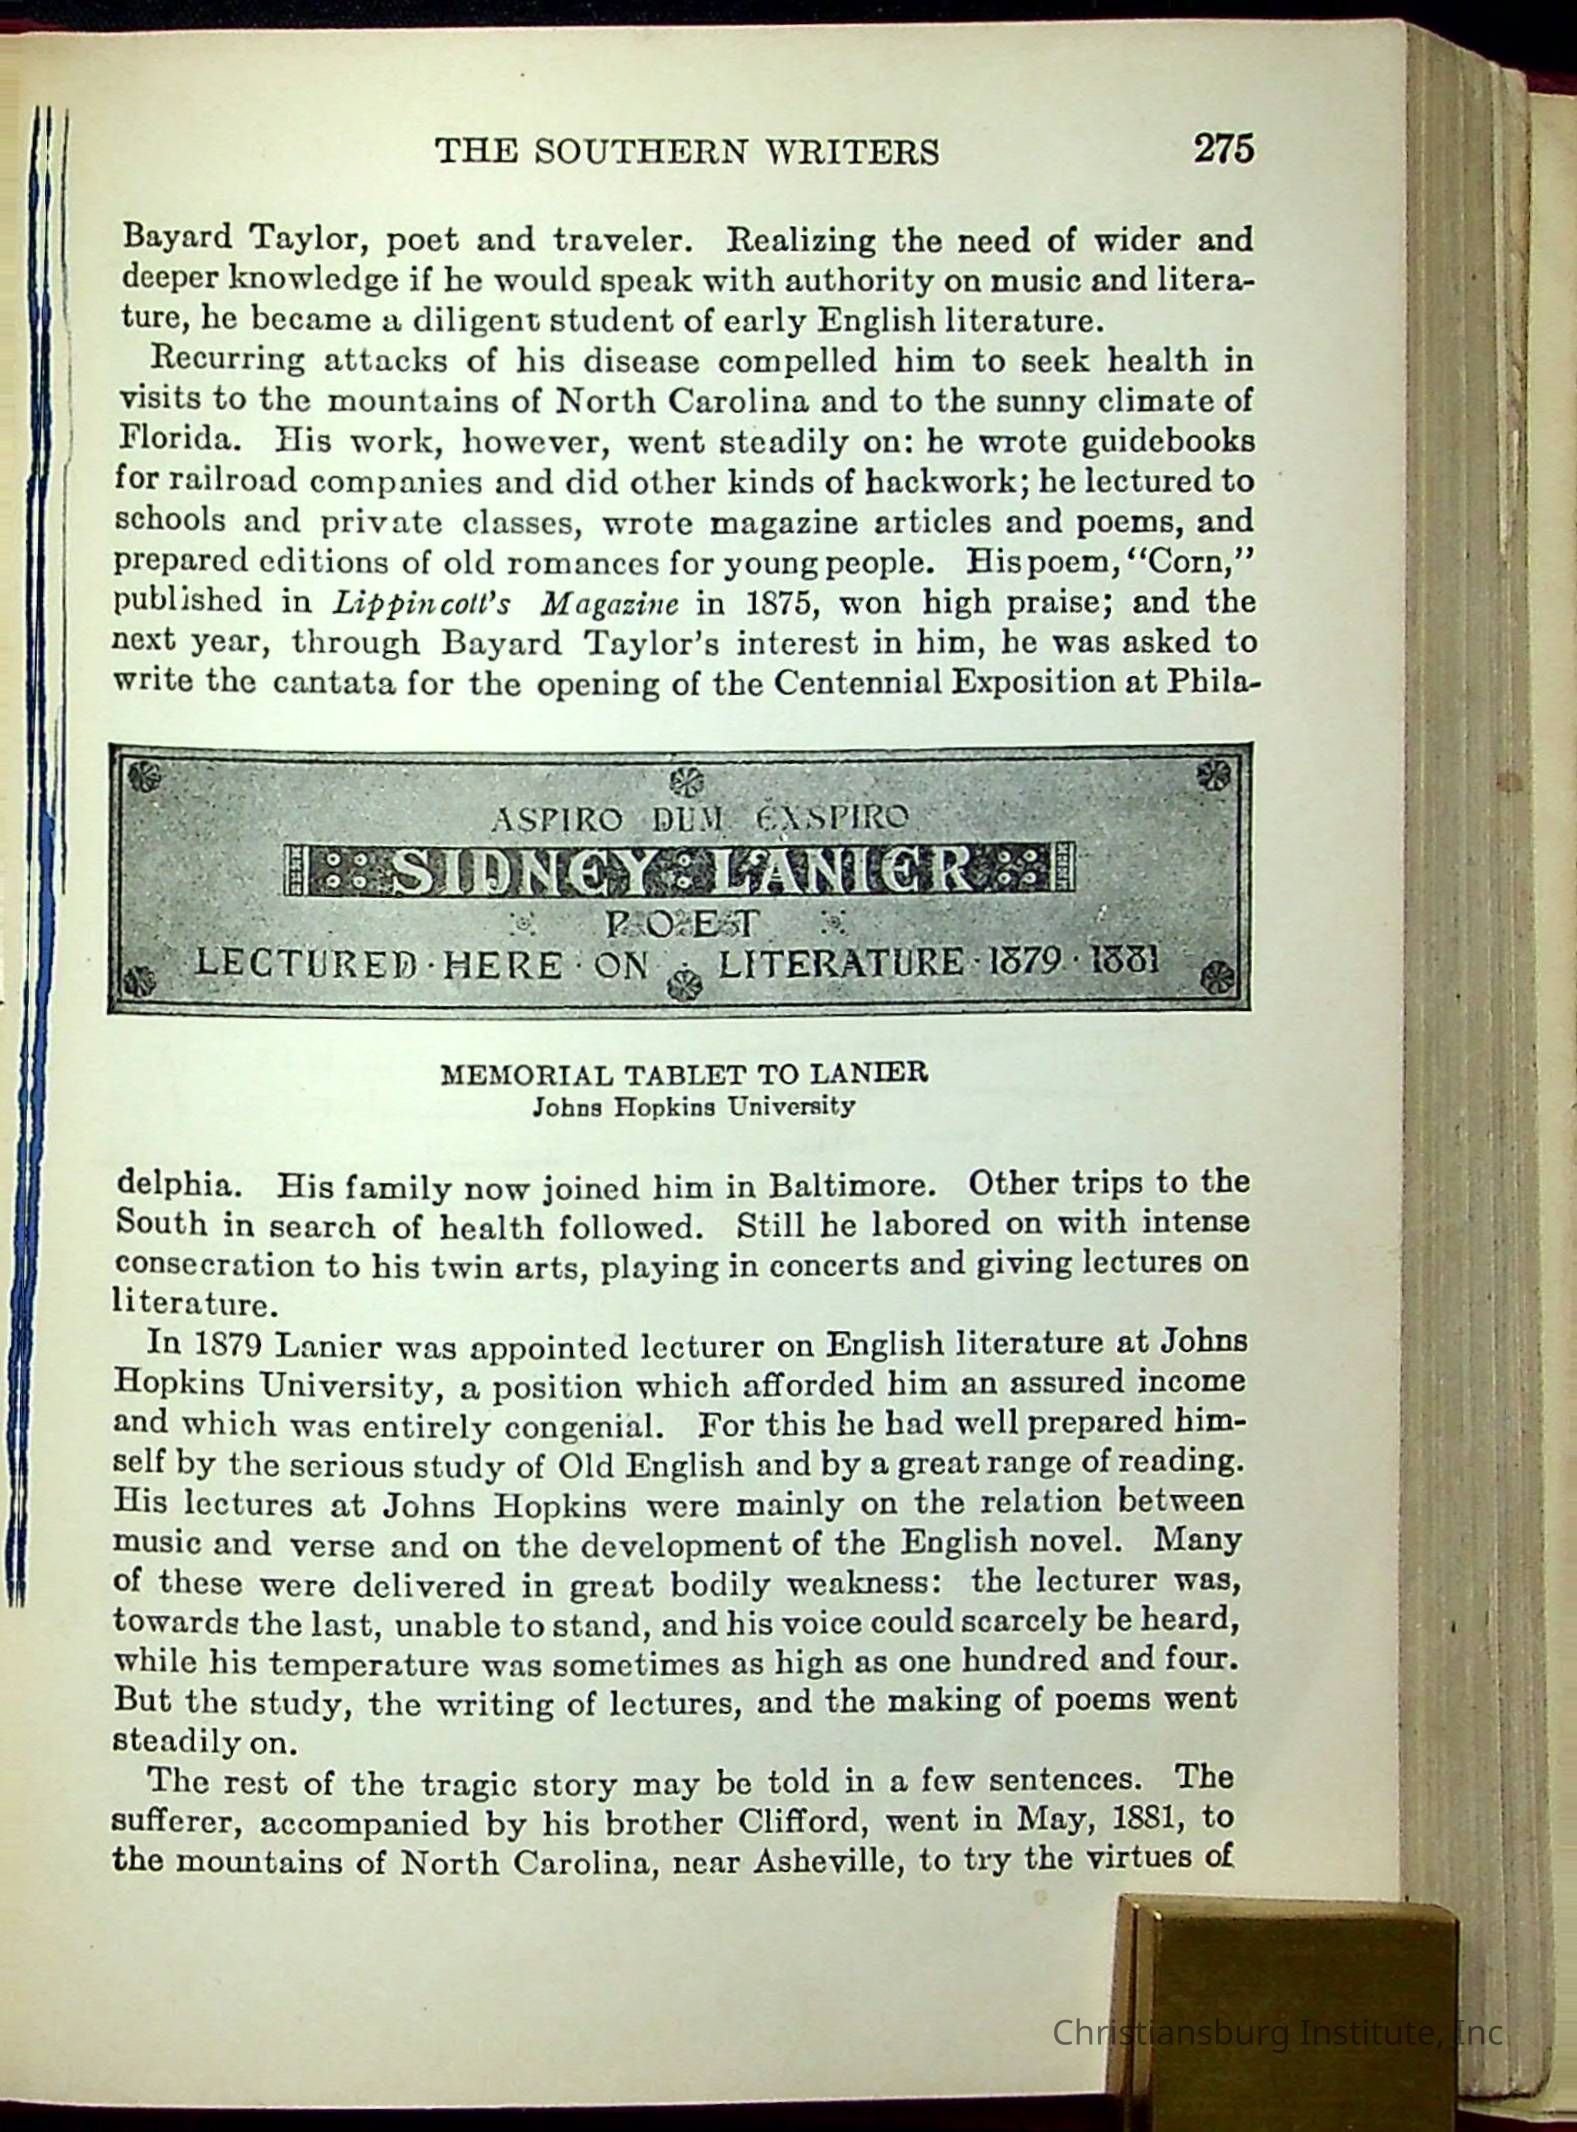 THE SOUTHERN WRITERS 275
Bayard Taylor, poet and traveler. Realizing the need of wider and
deeper knowledge if he would speak with authority on music and litera-
ture, he became a diligent student of early English literature.
Recurring attacks of his disease compelled him to seek health in
visits to the mountains of North Carolina and to the sunny climate of
Florida. His work, however, went steadily on: he wrote guidebooks
for railroad companies and did other kinds of hackwork; he lectured to
schools and private classes, wrote magazine articles and poems, and
prepared editions of old romances for young people. His poem, “Corn,”
published in Lippincott's Magazine in 1875, won high praise; and the
next year, through Bayard Taylor's interest in him, he was asked to
write the cantata for the opening of the Centennial Exposition at Phila-
ASPIRO DUM EXSPIRO
SIDNEY LANIER
POET
LECTURED · HERE · ON LITERATURE · 1879 · 1881
MEMORIAL TABLET TO LANIER
Johns Hopkins University
delphia. His family now joined him in Baltimore. Other trips to the
South in search of health followed. Still he labored on with intense
consecration to his twin arts, playing in concerts and giving lectures on
literature.
In 1879 Lanier was appointed lecturer on English literature at Johns
Hopkins University, a position which afforded him an assured income
and which was entirely congenial. For this he had well prepared him-
self by the serious study of Old English and by a great range of reading.
His lectures at Johns Hopkins were mainly on the relation between
music and verse and on the development of the English novel. Many
of these were delivered in great bodily weakness: the lecturer was,
towards the last, unable to stand, and his voice could scarcely be heard,
while his temperature was sometimes as high as one hundred and four.
But the study, the writing of lectures, and the making of poems went
steadily on.
The rest of the tragic story may be told in a few sentences. The
sufferer, accompanied by his brother Clifford, went in May, 1881, to
the mountains of North Carolina, near Asheville, to try the virtues of
Christiansburg Institute, Inc